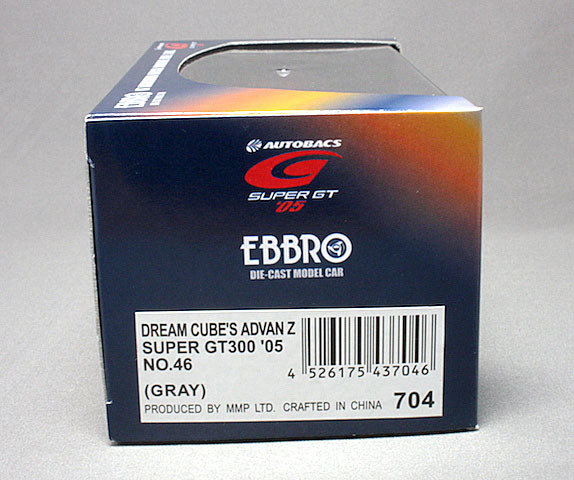 AUTOBACS
SUPER GT
'05
EBBRO
DIE-CAST MODEL CAR
DREAM CUBE'S ADVAN Z
SUPER GT300 '05
NO.46
4 526175 437046
(GRAY)
PRODUCED BY MMP LTD. CRAFTED IN CHINA 704